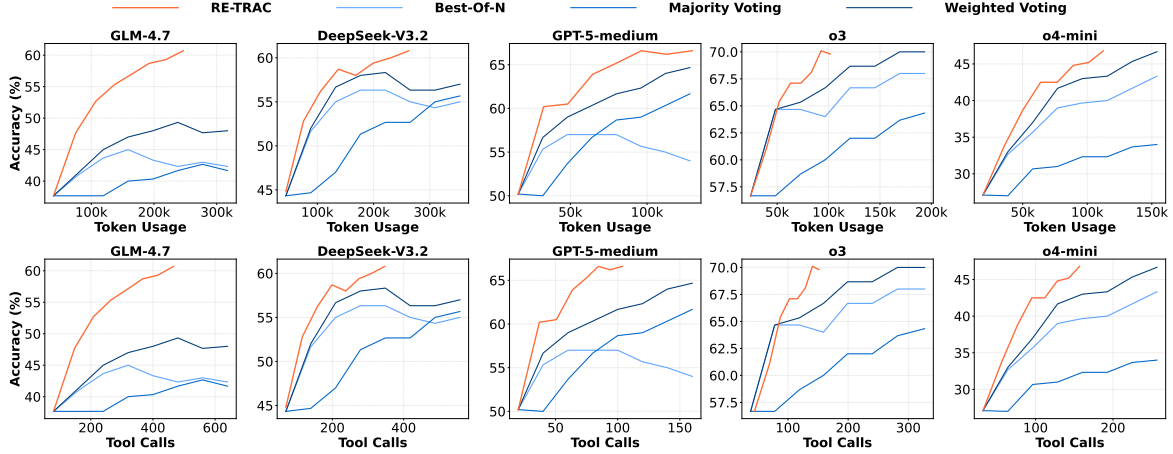 RE-TRAC Best-Of-N Majority Voting Weighted Voting
GLM-4.7 DeepSeek-V3.2 GPT-5-medium o3 o4-mini
Accuracy (%)
60
55
50
45
40
100k 200k 300k
Token Usage
60
55
50
45
100k 200k 300k
Token Usage
65
60
55
50
50k 100k
Token Usage
70.0
67.5
65.0
62.5
60.0
57.5
50k 100k 150k 200k
Token Usage
45
40
35
30
50k 100k 150k
Token Usage
GLM-4.7 DeepSeek-V3.2 GPT-5-medium o3 o4-mini
Accuracy (%)
60
55
50
45
40
200 400 600
Tool Calls
60
55
50
45
200 400
Tool Calls
65
60
55
50
50 100 150
Tool Calls
70.0
67.5
65.0
62.5
60.0
57.5
100 200 300
Tool Calls
45
40
35
30
100 200
Tool Calls